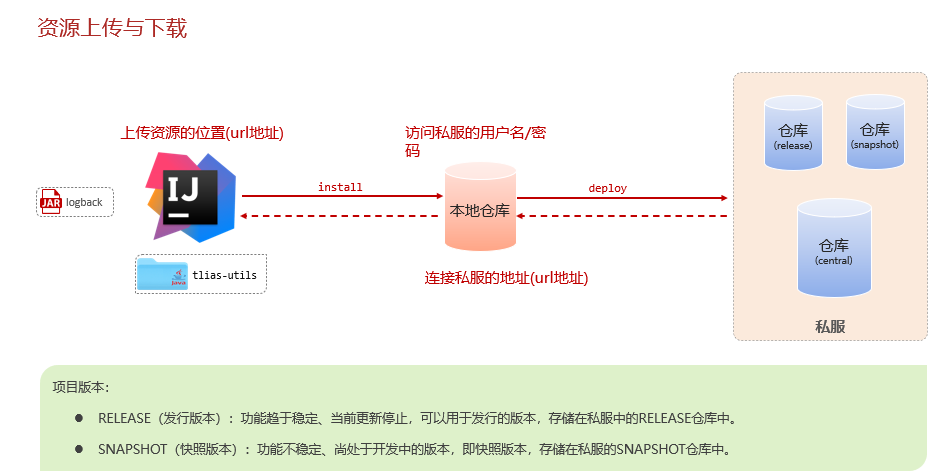 资源上传与下载
上传资源的位置(url地址)
访问私服的用户名/密
码
仓库
(release)
仓库
(snapshot)
IJ
install
deploy
JAR logback
本地仓库
仓库
(central)
Java
tlias-utils
连接私服的地址(url地址)
私服
项目版本：
● RELEASE（发行版本）：功能趋于稳定、当前更新停止，可以用于发行的版本，存储在私服中的RELEASE仓库中。
● SNAPSHOT（快照版本）：功能不稳定、尚处于开发中的版本，即快照版本，存储在私服的SNAPSHOT仓库中。